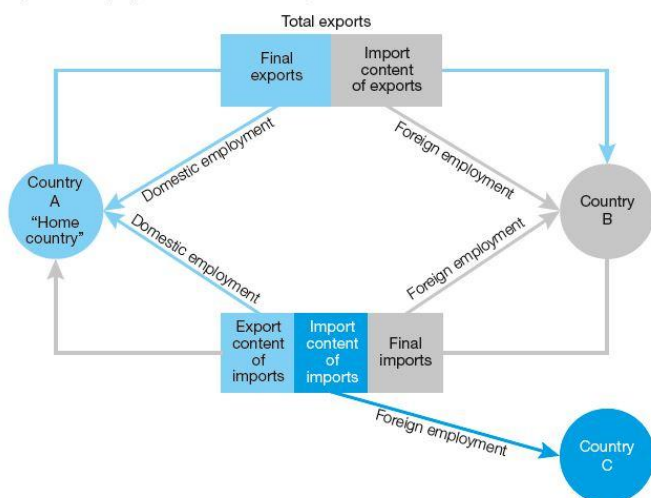 Total exports
Final
exports
Import
content
of exports
Domestic employment
Foreign employment
Country
A
“Home
country”
Country
B
Domestic employment
Foreign employment
Export
content
of
imports
Import
content
of
imports
Final
imports
Foreign employment
Country
C